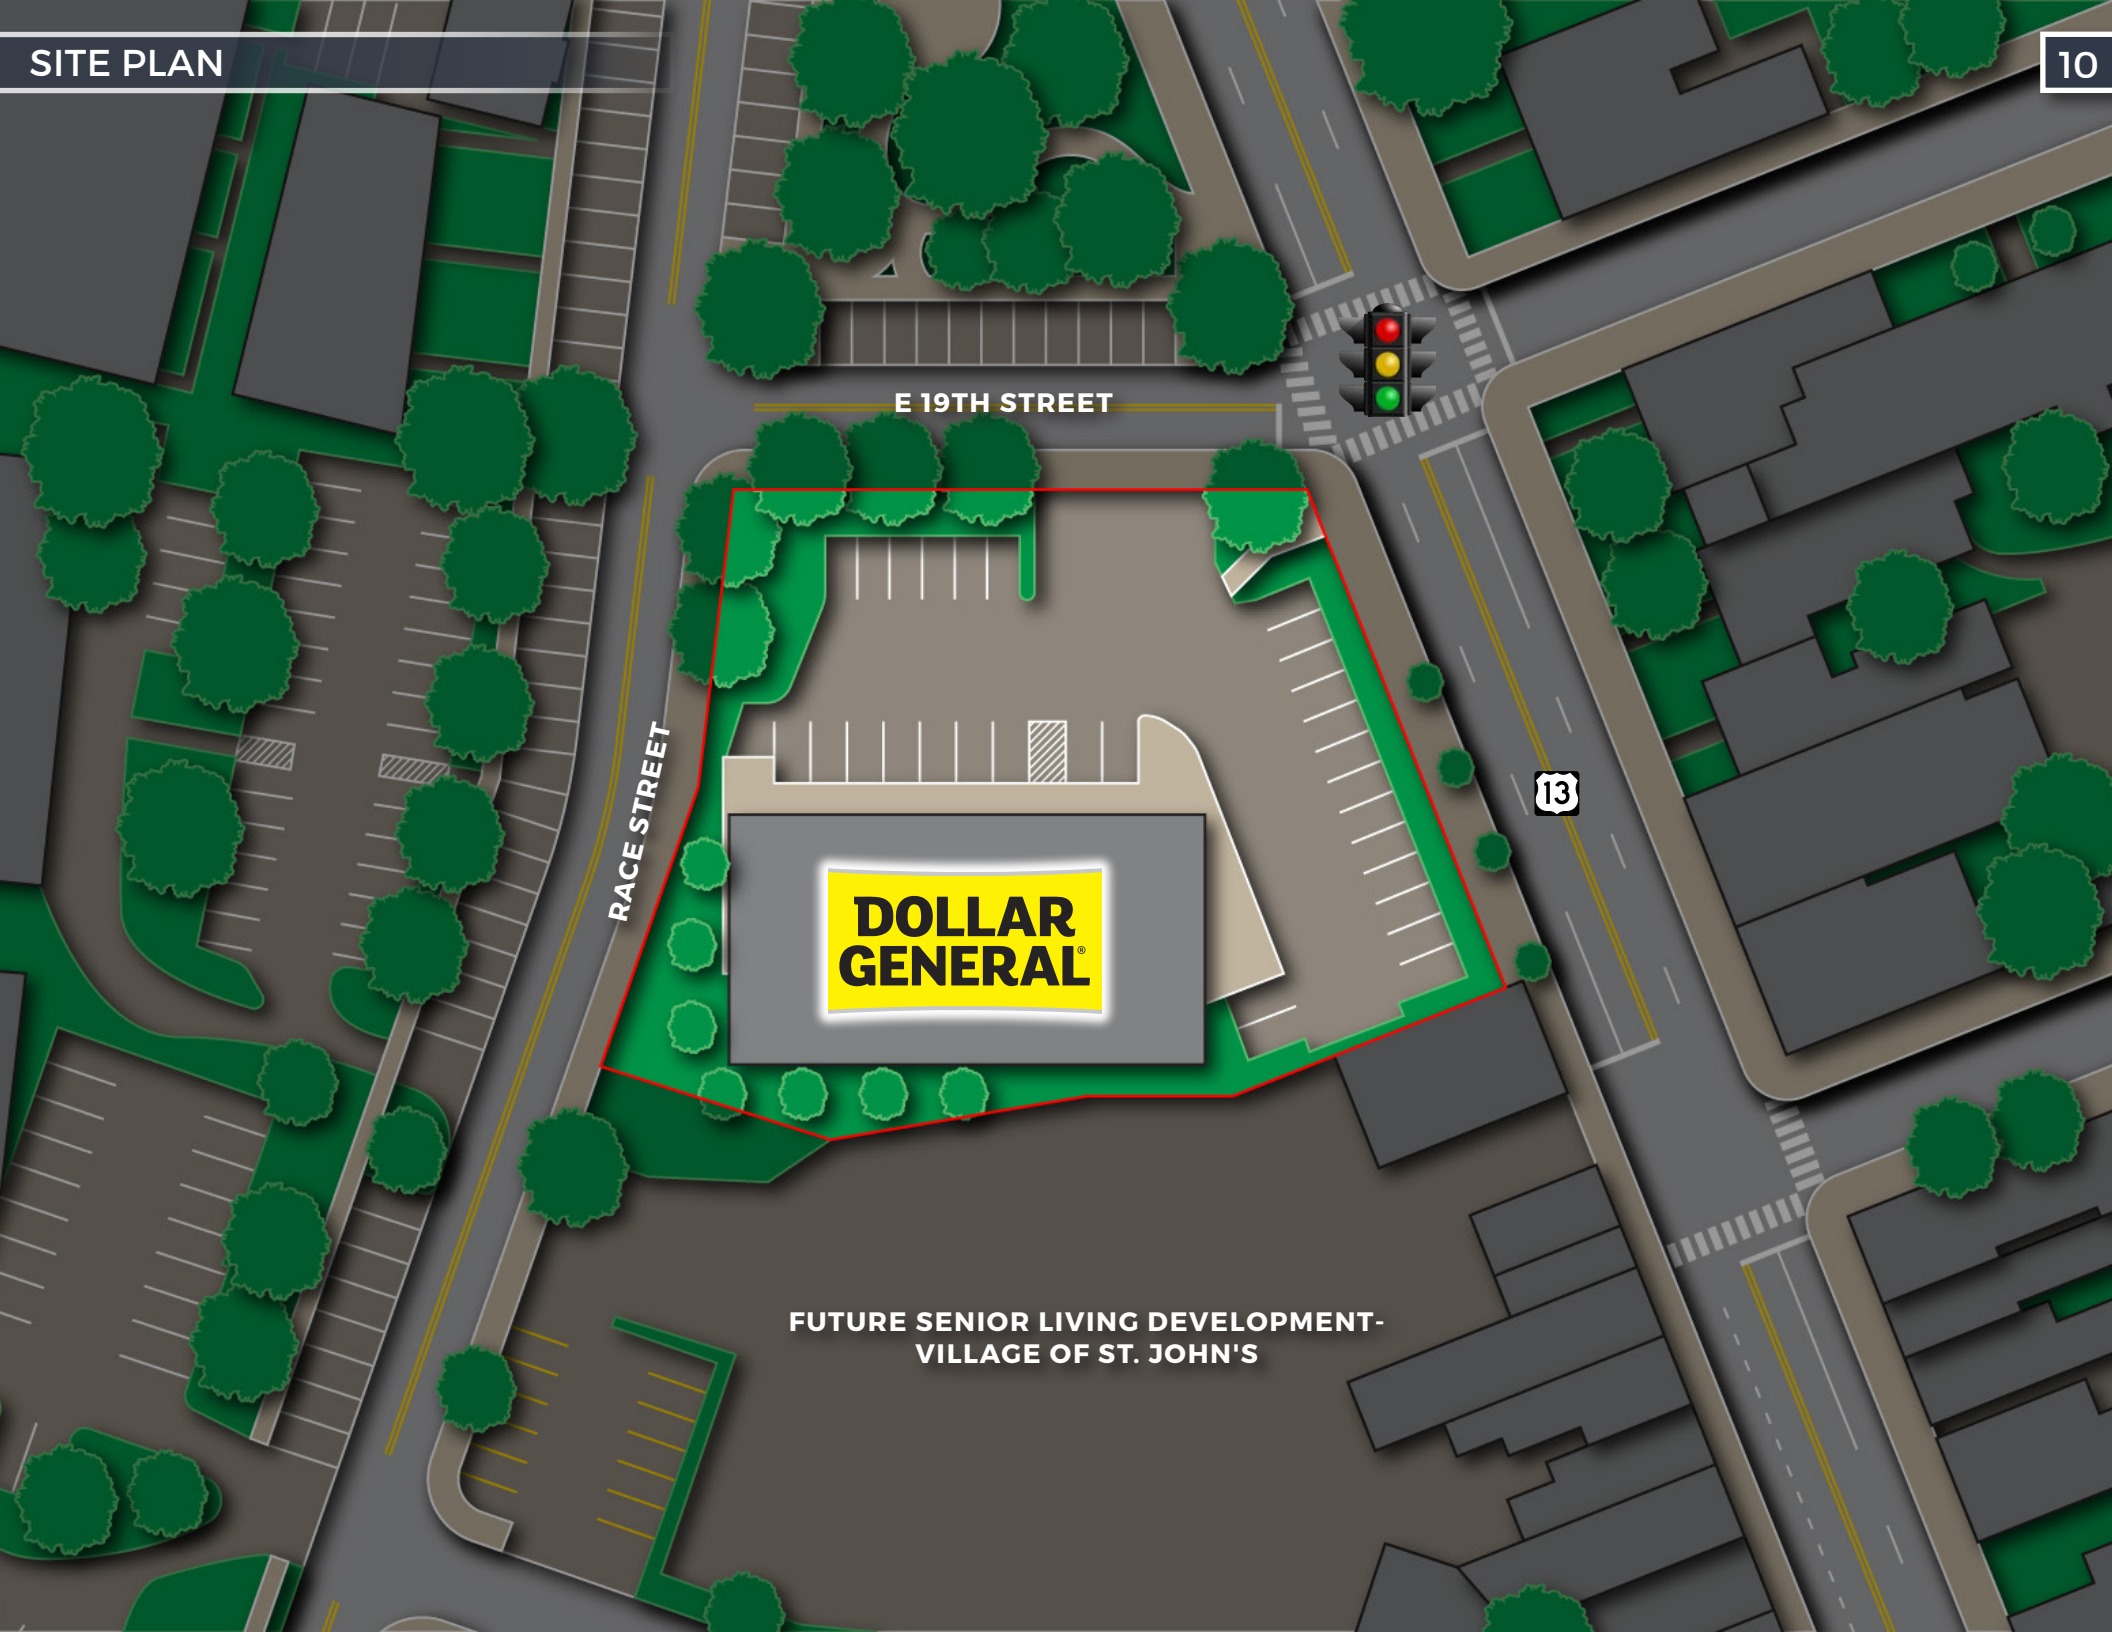 SITE PLAN
10
E 19TH STREET
RACE STREET
13
DOLLAR
GENERAL®
FUTURE SENIOR LIVING DEVELOPMENT-
VILLAGE OF ST. JOHN'S